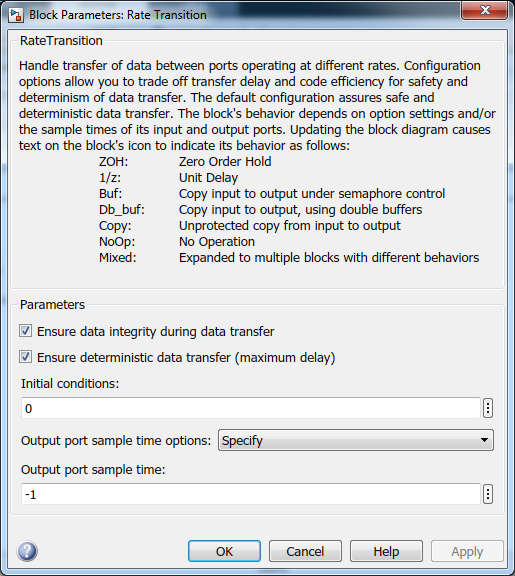 Block Parameters: Rate Transition
RateTransition
Handle transfer of data between ports operating at different rates. Configuration
options allow you to trade off transfer delay and code efficiency for safety and
determinism of data transfer. The default configuration assures safe and
deterministic data transfer. The block's behavior depends on option settings and/or
the sample times of its input and output ports. Updating the block diagram causes
text on the block's icon to indicate its behavior as follows:
ZOH: Zero Order Hold
1/z: Unit Delay
Buf: Copy input to output under semaphore control
Db_buf: Copy input to output, using double buffers
Copy: Unprotected copy from input to output
NoOp: No Operation
Mixed: Expanded to multiple blocks with different behaviors
Parameters
Ensure data integrity during data transfer
Ensure deterministic data transfer (maximum delay)
Initial conditions:
0
Output port sample time options: Specify
Output port sample time:
-1
? OK Cancel Help Apply